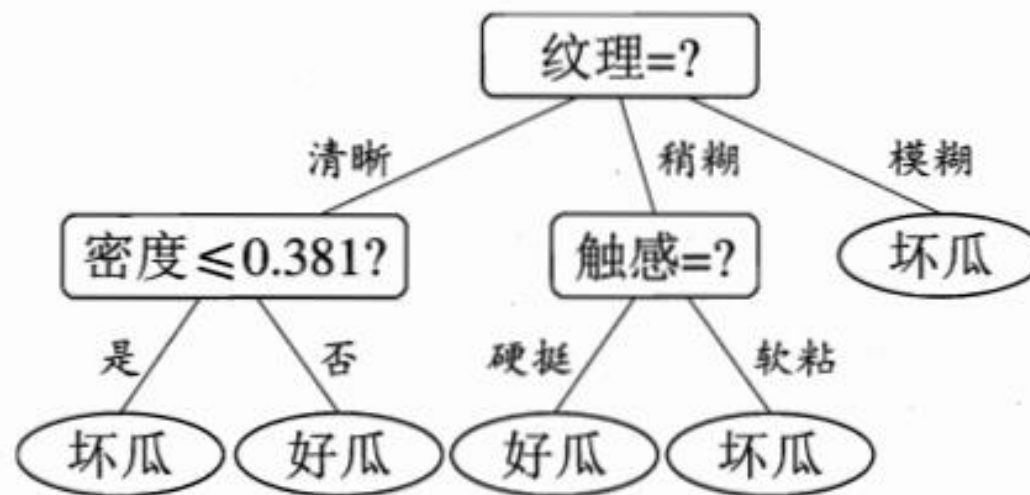 纹理=?
清晰
稍糊
模糊
密度≤0.381?
触感=?
坏瓜
是
否
硬挺
软粘
坏瓜
好瓜
好瓜
坏瓜